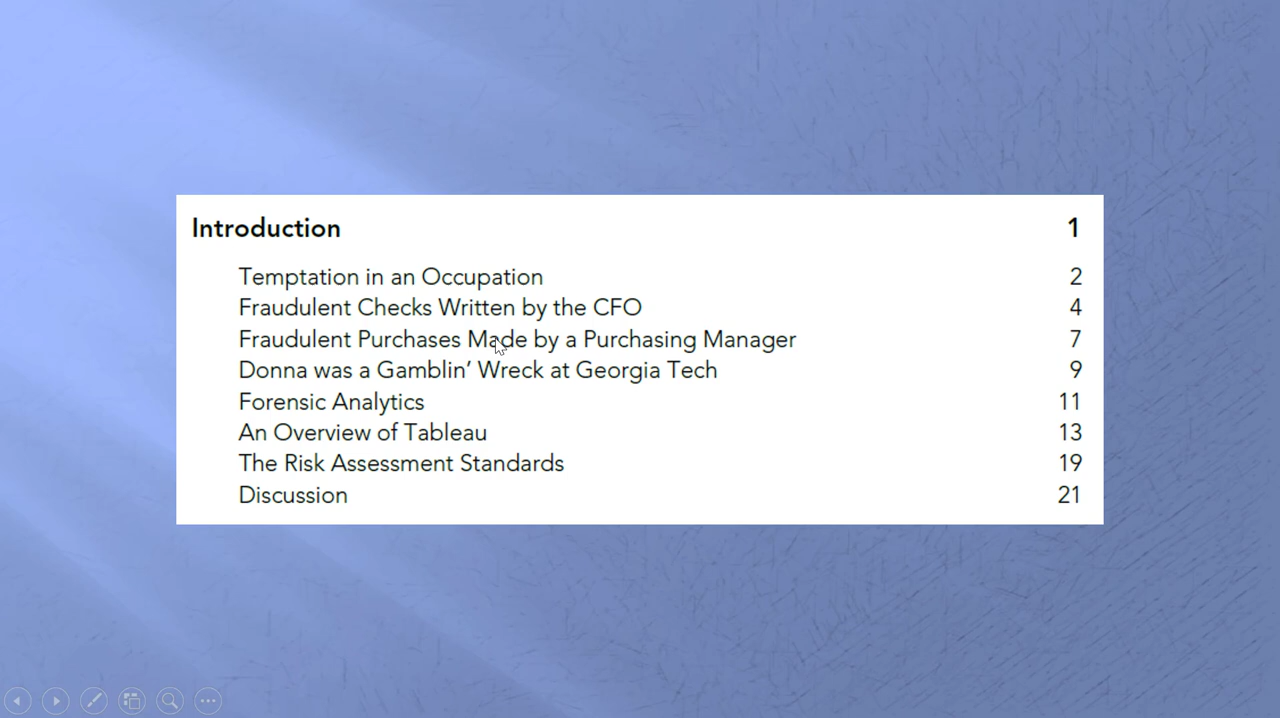 Introduction 1
Temptation in an Occupation 2
Fraudulent Checks Written by the CFO 4
Fraudulent Purchases Made by a Purchasing Manager 7
Donna was a Gamblin’ Wreck at Georgia Tech 9
Forensic Analytics 11
An Overview of Tableau 13
The Risk Assessment Standards 19
Discussion 21